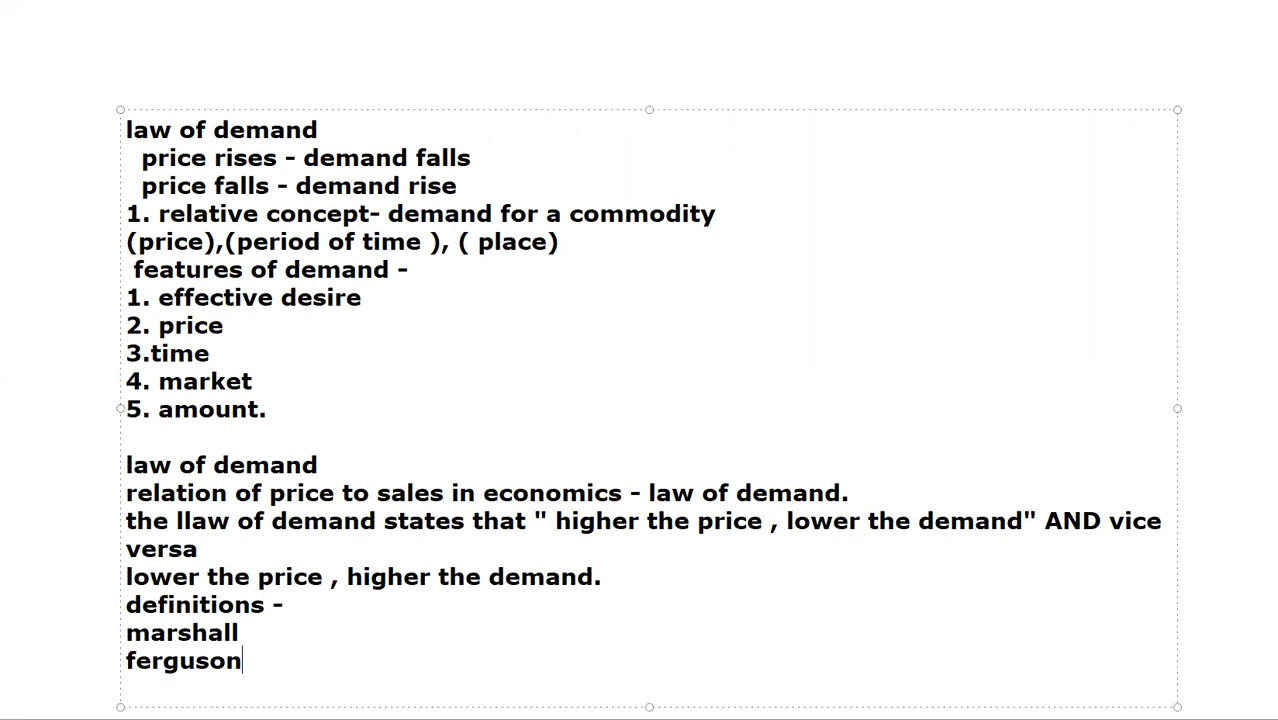 law of demand
price rises - demand falls
price falls - demand rise
1. relative concept- demand for a commodity
(price),(period of time ), ( place)
features of demand -
1. effective desire
2. price
3.time
4. market
5. amount.
law of demand
relation of price to sales in economics - law of demand.
the llaw of demand states that " higher the price , lower the demand" AND vice
versa
lower the price , higher the demand.
definitions -
marshall
ferguson